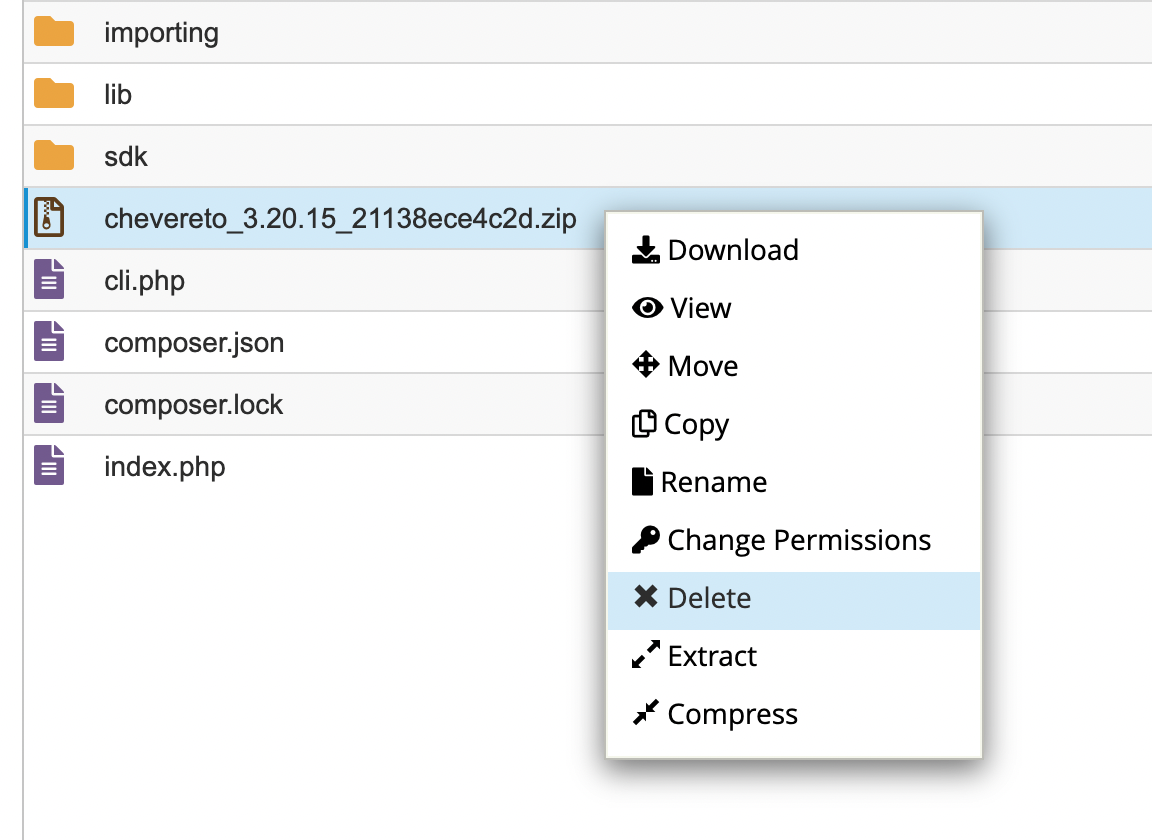 importing
lib
sdk
chevereto_3.20.15_21138ece4c2d.zip
cli.php
composer.json
composer.lock
index.php
Download
View
Move
Copy
Rename
Change Permissions
Delete
Extract
Compress